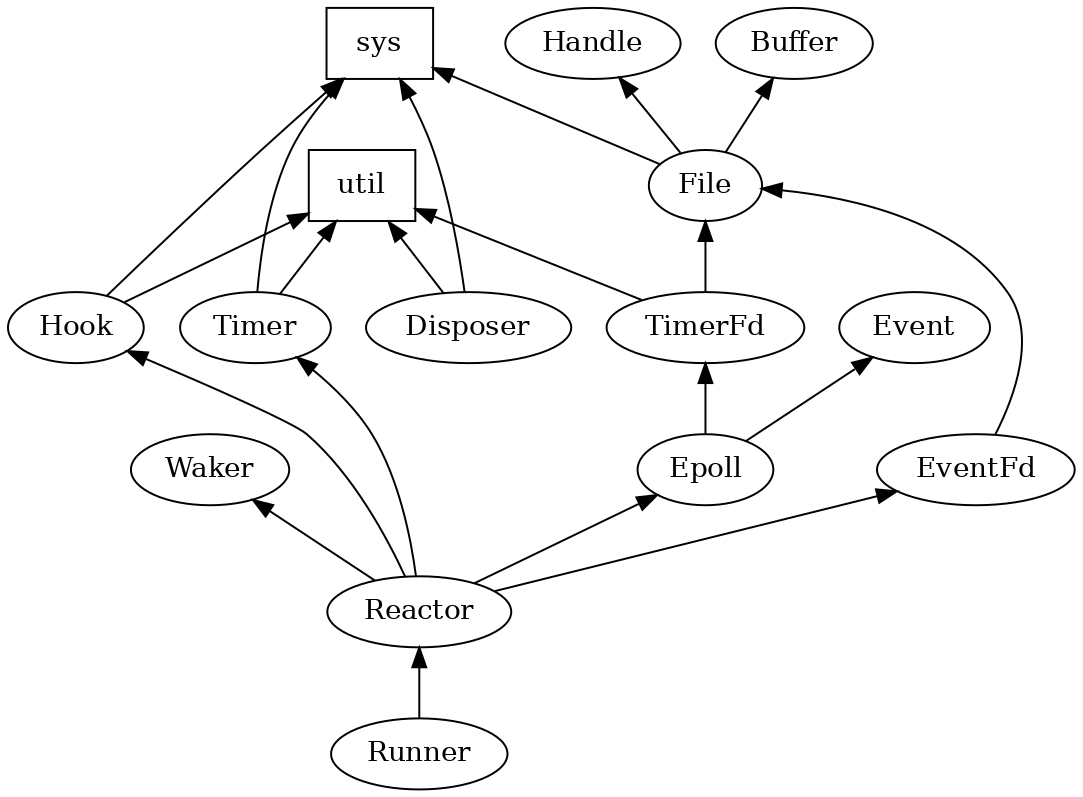 sys
Handle
Buffer
util
File
Hook
Timer
Disposer
TimerFd
Event
Waker
Epoll
EventFd
Reactor
Runner